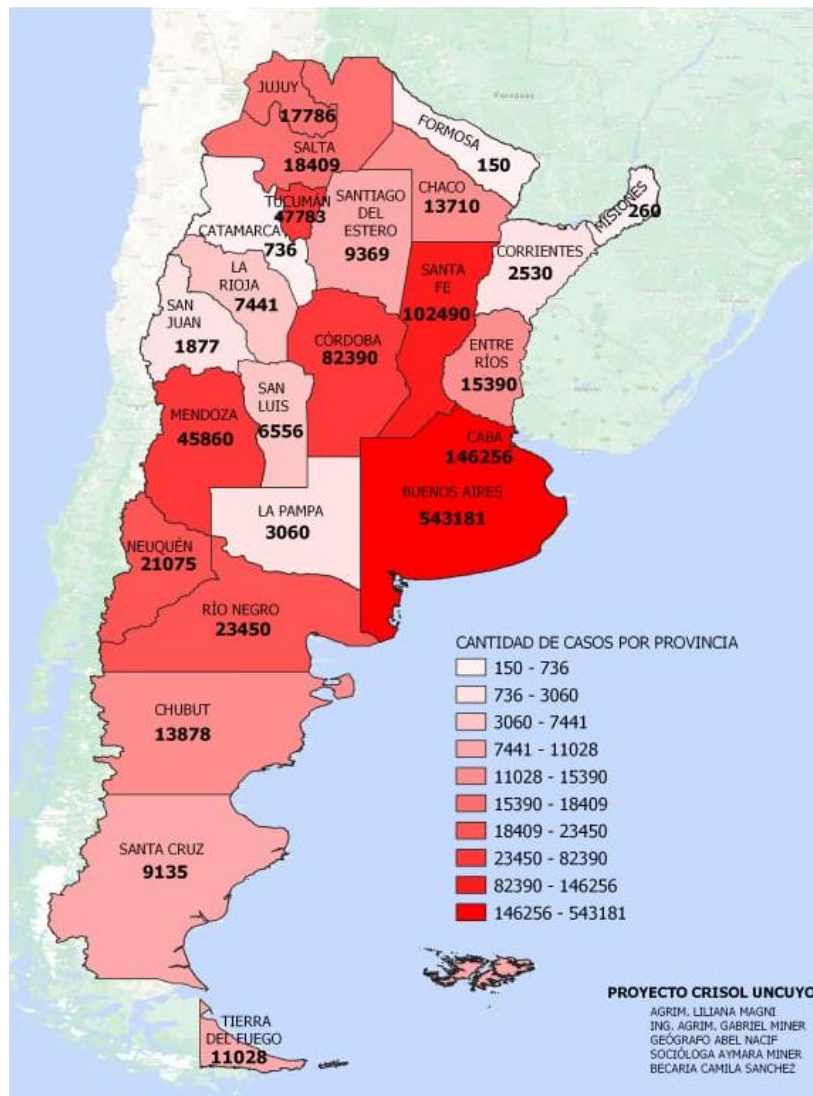 Paraguay
JUJUY
17786
SALTA
18409
FORMOSA
150
CHACO
13710
MISIONES
260
TUCUMÁN
47783
SANTIAGO
DEL
ESTERO
9369
CATAMARCA
736
CORRIENTES
2530
LA
RIOJA
7441
SANTA
FE
102490
SAN
JUAN
1877
CÓRDOBA
82390
ENTRE
RÍOS
15390
SAN
LUIS
6556
MENDOZA
45860
CABA
146256
BUENOS AIRES
543181
LA PAMPA
3060
NEUQUÉN
21075
RÍO NEGRO
23450
CHUBUT
13878
SANTA CRUZ
9135
TIERRA
DEL FUEGO
11028
CANTIDAD DE CASOS POR PROVINCIA
150 - 736
736 - 3060
3060 - 7441
7441 - 11028
11028 - 15390
15390 - 18409
18409 - 23450
23450 - 82390
82390 - 146256
146256 - 543181
PROYECTO CRISOL UNCUYO
AGRIM. LILIANA MAGNI
ING. AGRIM. GABRIEL MINER
GEÓGRAFO ABEL NACIF
SOCIÓLOGA AYMARA MINER
BECARIA CAMILA SANCHEZ